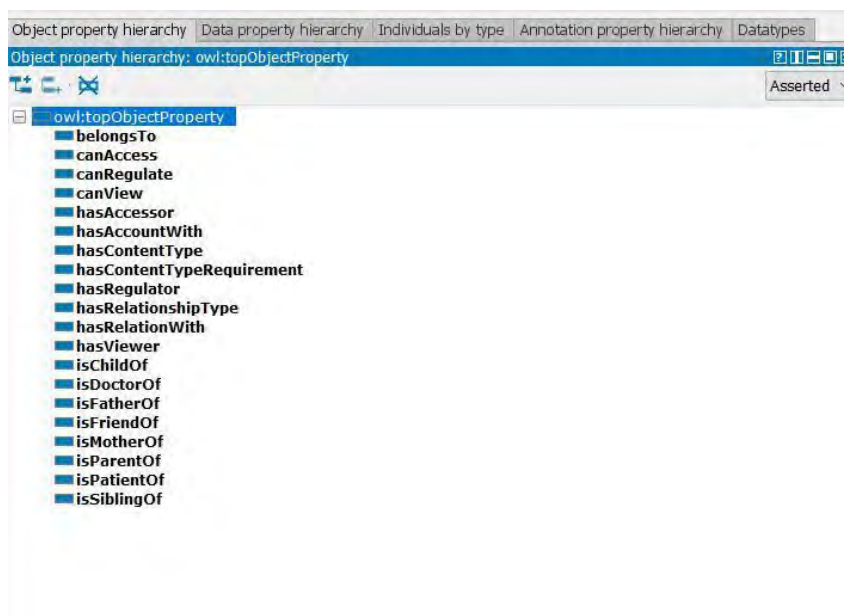 Object property hierarchy Data property hierarchy Individuals by type Annotation property hierarchy Datatypes
Object property hierarchy: owl:topObjectProperty
Asserted
owl:topObjectProperty
belongsTo
canAccess
canRegulate
canView
hasAccessor
hasAccountWith
hasContentType
hasContentTypeRequirement
hasRegulator
hasRelationshipType
hasRelationWith
hasViewer
isChildOf
isDoctorOf
isFatherOf
isFriendOf
isMotherOf
isParentOf
isPatientOf
isSiblingOf